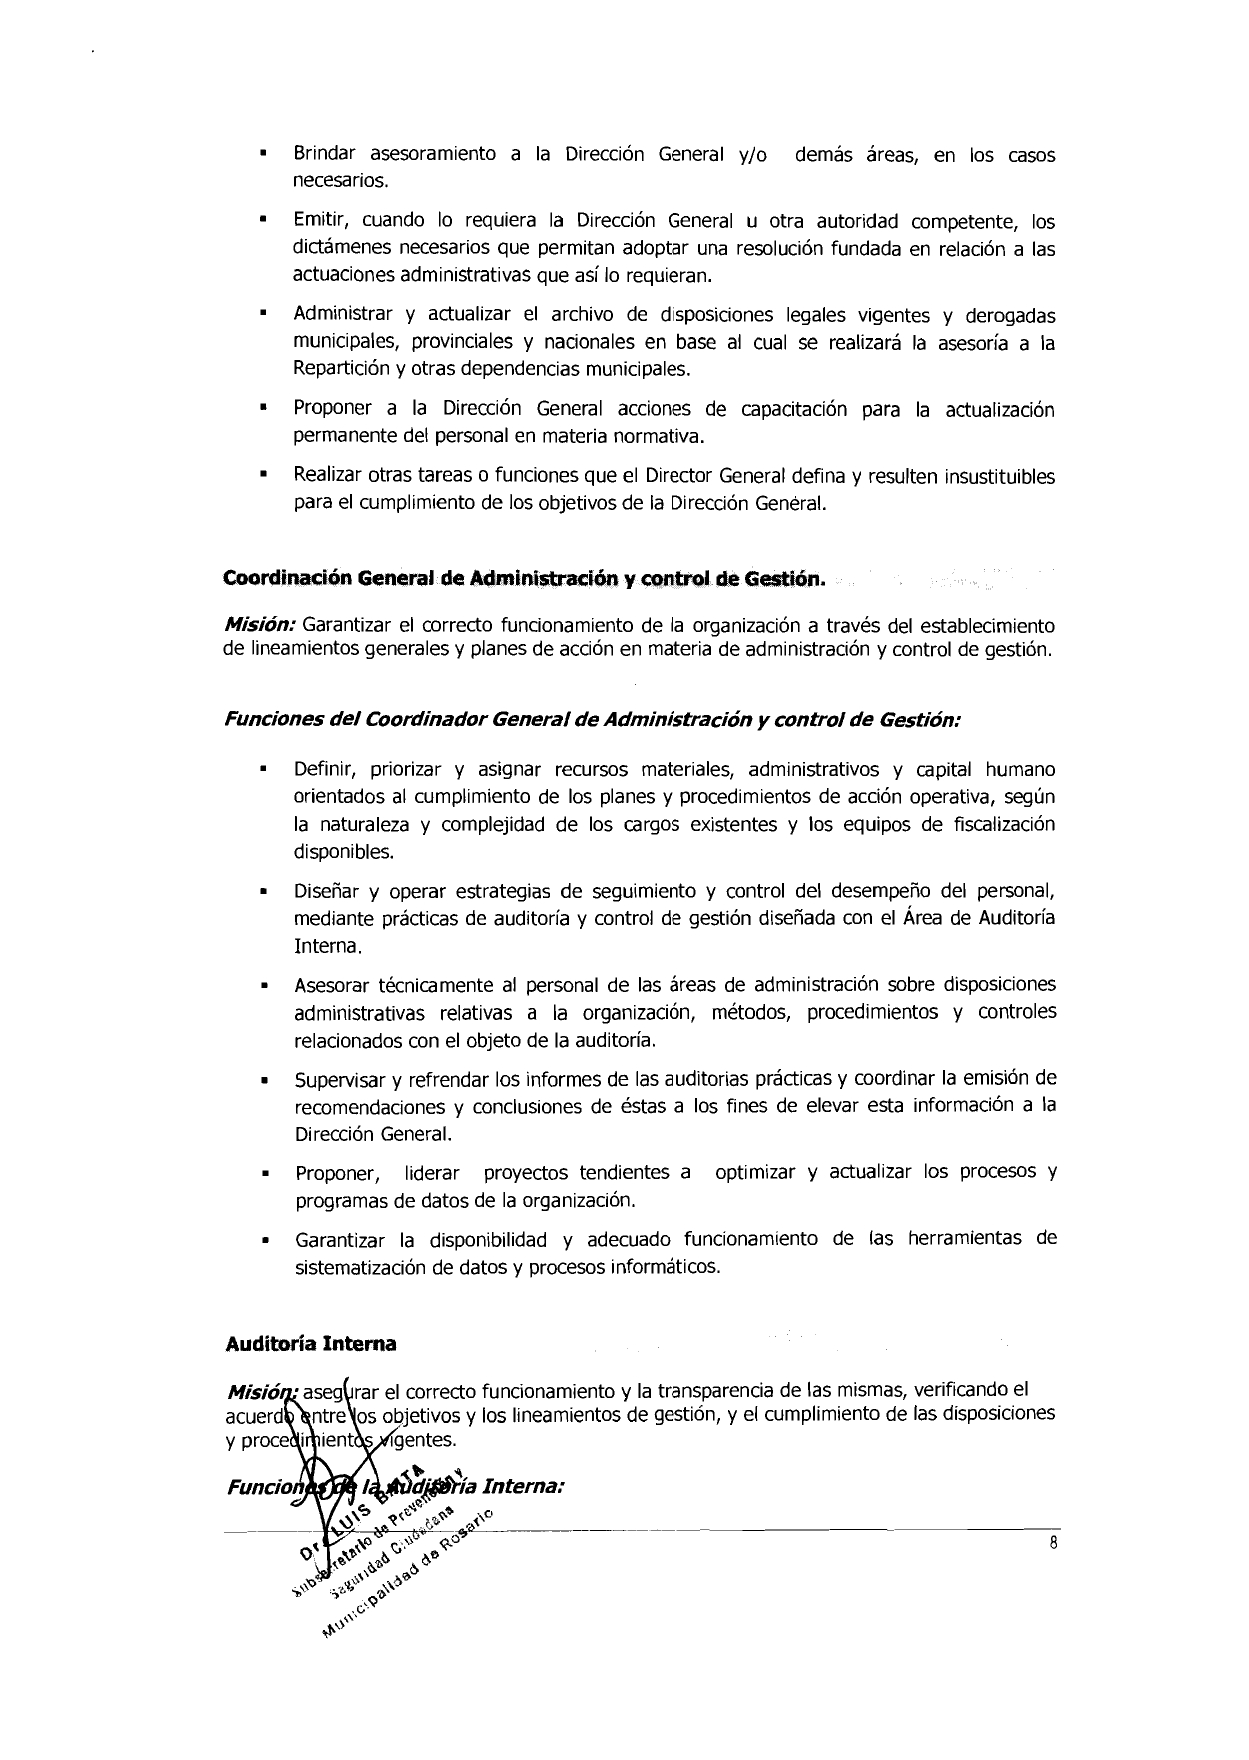 ▪ Brindar asesoramiento a la Dirección General y/o demás áreas, en los casos
necesarios.
▪ Emitir, cuando lo requiera la Dirección General u otra autoridad competente, los
dictámenes necesarios que permitan adoptar una resolución fundada en relación a las
actuaciones administrativas que así lo requieran.
▪ Administrar y actualizar el archivo de disposiciones legales vigentes y derogadas
municipales, provinciales y nacionales en base al cual se realizará la asesoría a la
Repartición y otras dependencias municipales.
▪ Proponer a la Dirección General acciones de capacitación para la actualización
permanente del personal en materia normativa.
▪ Realizar otras tareas o funciones que el Director General defina y resulten insustituibles
para el cumplimiento de los objetivos de la Dirección General.
Coordinación General de Administración y control de Gestión.
Misión: Garantizar el correcto funcionamiento de la organización a través del establecimiento
de lineamientos generales y planes de acción en materia de administración y control de gestión.
Funciones del Coordinador General de Administración y control de Gestión:
▪ Definir, priorizar y asignar recursos materiales, administrativos y capital humano
orientados al cumplimiento de los planes y procedimientos de acción operativa, según
la naturaleza y complejidad de los cargos existentes y los equipos de fiscalización
disponibles.
▪ Diseñar y operar estrategias de seguimiento y control del desempeño del personal,
mediante prácticas de auditoría y control de gestión diseñada con el Área de Auditoría
Interna.
▪ Asesorar técnicamente al personal de las áreas de administración sobre disposiciones
administrativas relativas a la organización, métodos, procedimientos y controles
relacionados con el objeto de la auditoría.
▪ Supervisar y refrendar los informes de las auditorias prácticas y coordinar la emisión de
recomendaciones y conclusiones de éstas a los fines de elevar esta información a la
Dirección General.
▪ Proponer, liderar proyectos tendientes a optimizar y actualizar los procesos y
programas de datos de la organización.
▪ Garantizar la disponibilidad y adecuado funcionamiento de las herramientas de
sistematización de datos y procesos informáticos.
Auditoría Interna
Misión: asegurar el correcto funcionamiento y la transparencia de las mismas, verificando el
acuerdo entre los objetivos y los lineamientos de gestión, y el cumplimiento de las disposiciones
y procedimientos vigentes.
Funciones de la Auditoría Interna:
Dr. LUIS
Subsecretario de Prevención y
Seguridad Ciudadana
Municipalidad de Rosario
8